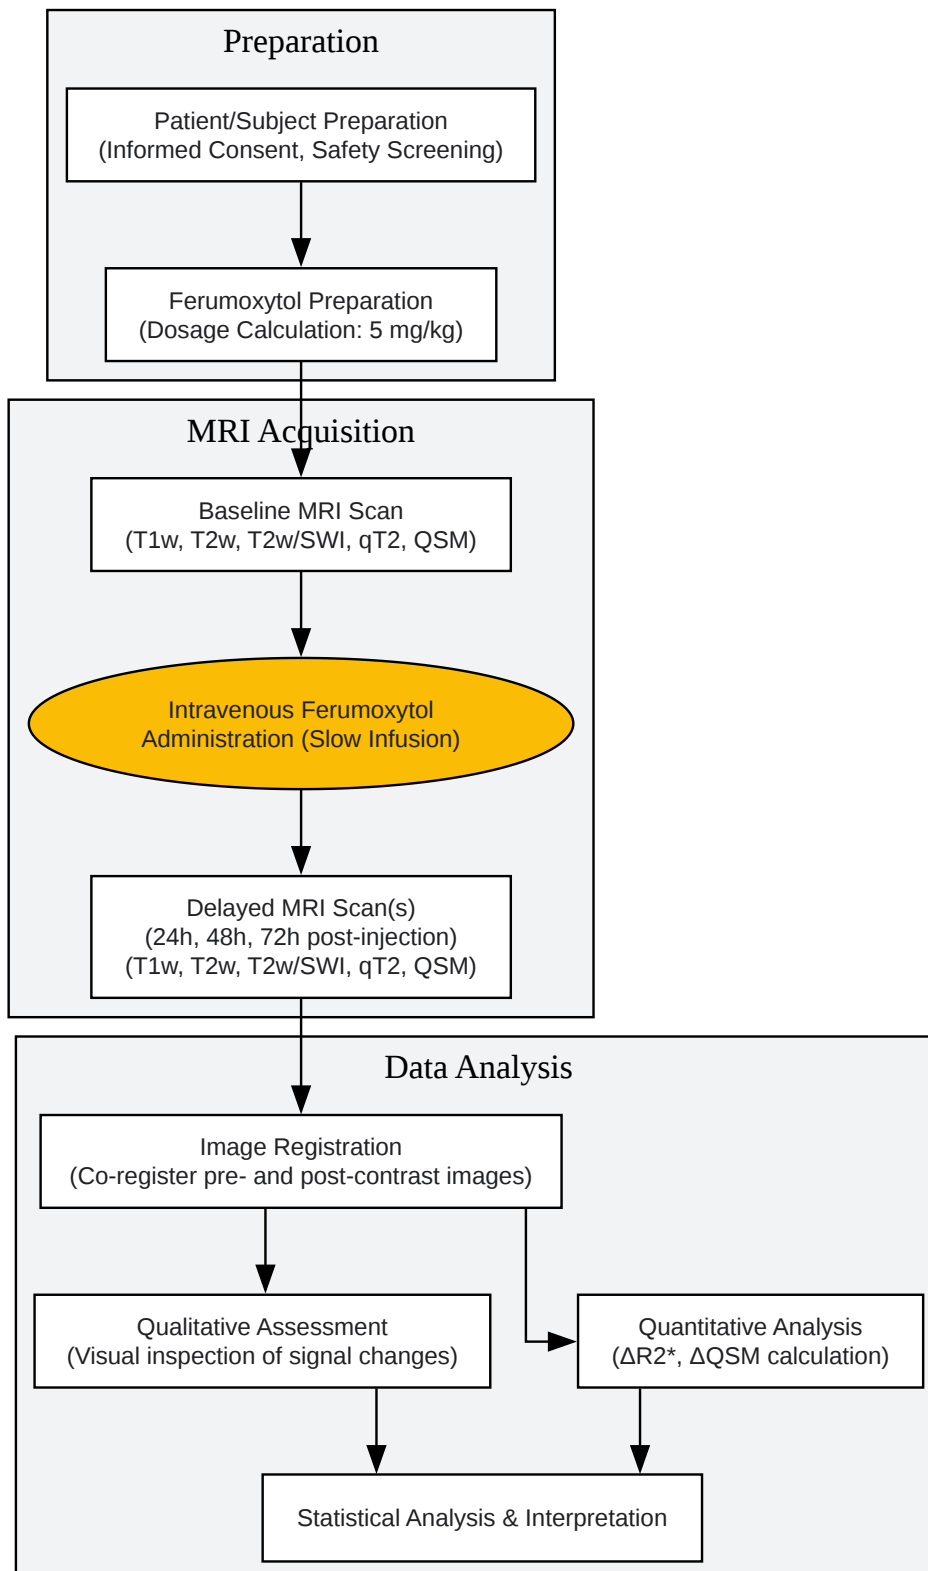 Preparation
Patient/Subject Preparation
(Informed Consent, Safety Screening)
Ferumoxytol Preparation
(Dosage Calculation: 5 mg/kg)
MRI Acquisition
Baseline MRI Scan
(T1w, T2w, T2w/SWI, qT2, QSM)
Intravenous Ferumoxytol
Administration (Slow Infusion)
Delayed MRI Scan(s)
(24h, 48h, 72h post-injection)
(T1w, T2w, T2w/SWI, qT2, QSM)
Data Analysis
Image Registration
(Co-register pre- and post-contrast images)
Qualitative Assessment
(Visual inspection of signal changes)
Quantitative Analysis
(ΔR2*, ΔQSM calculation)
Statistical Analysis & Interpretation